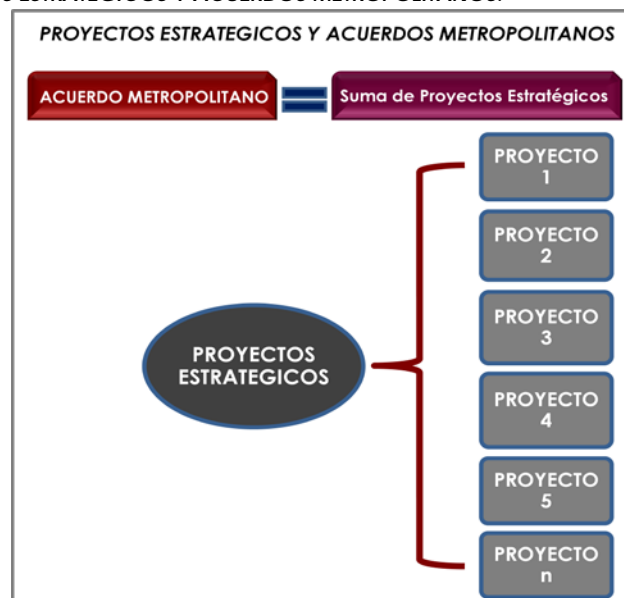 PROYECTOS ESTRATEGICOS Y ACUERDOS METROPOLITANOS
ACUERDO METROPOLITANO
Suma de Proyectos Estratégicos
PROYECTO
1
PROYECTO
2
PROYECTO
3
PROYECTOS
ESTRATEGICOS
PROYECTO
4
PROYECTO
5
PROYECTO
n